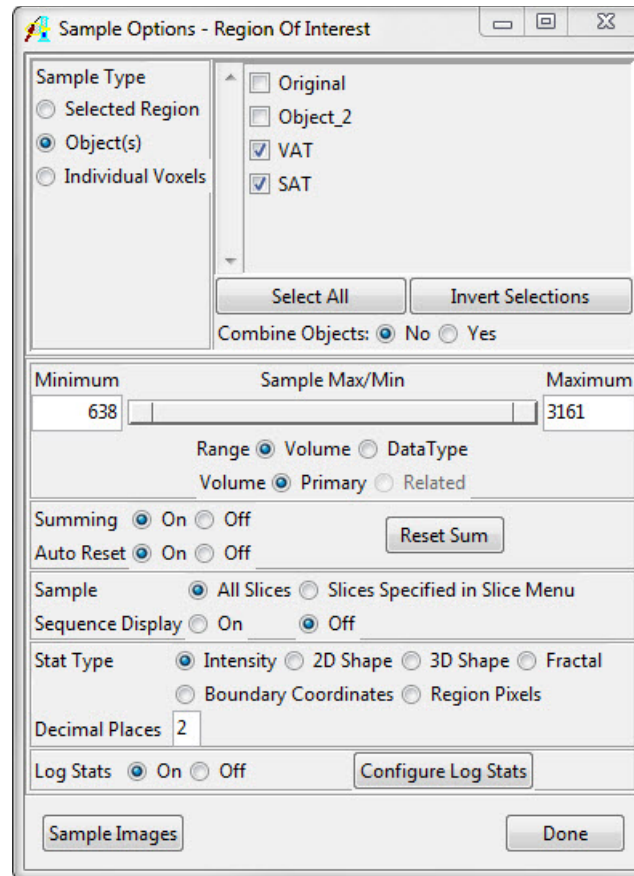 Sample Options - Region Of Interest
Sample Type
Selected Region
Object(s)
Individual Voxels
Original
Object_2
VAT
SAT
Select All Invert Selections
Combine Objects: No Yes
Minimum Sample Max/Min Maximum
638 3161
Range Volume DataType
Volume Primary Related
Summing On Off
Reset Sum
Auto Reset On Off
Sample All Slices Slices Specified in Slice Menu
Sequence Display On Off
Stat Type Intensity 2D Shape 3D Shape Fractal
Boundary Coordinates Region Pixels
Decimal Places 2
Log Stats On Off Configure Log Stats
Sample Images Done